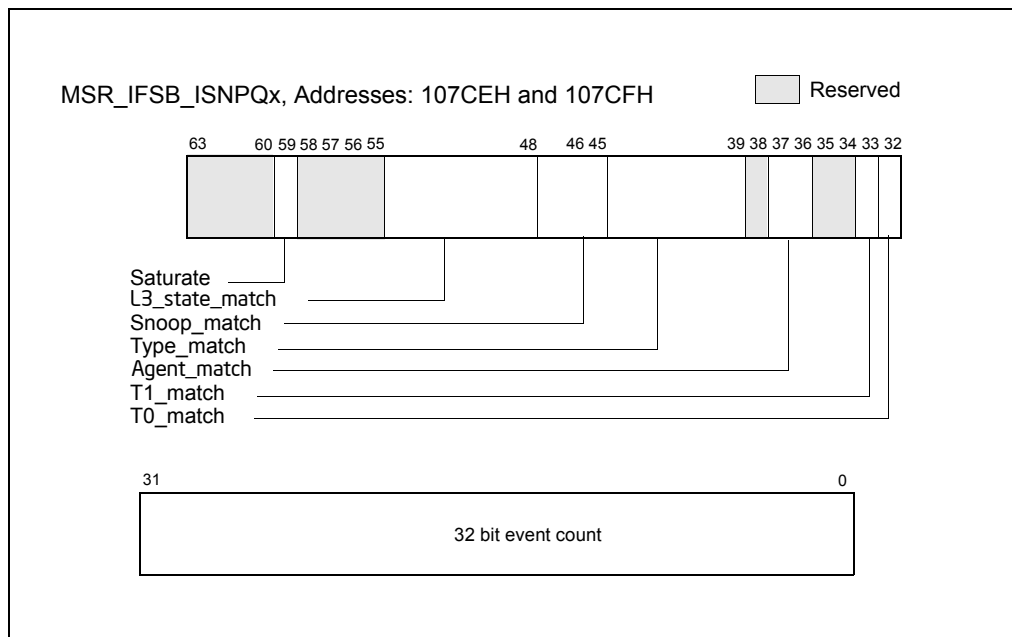 MSR_IFSB_ISNPQx, Addresses: 107CEH and 107CFH
Reserved
63 60 59 58 57 56 55 48 46 45 39 38 37 36 35 34 33 32
Saturate
L3_state_match
Snoop_match
Type_match
Agent_match
T1_match
T0_match
31 0
32 bit event count